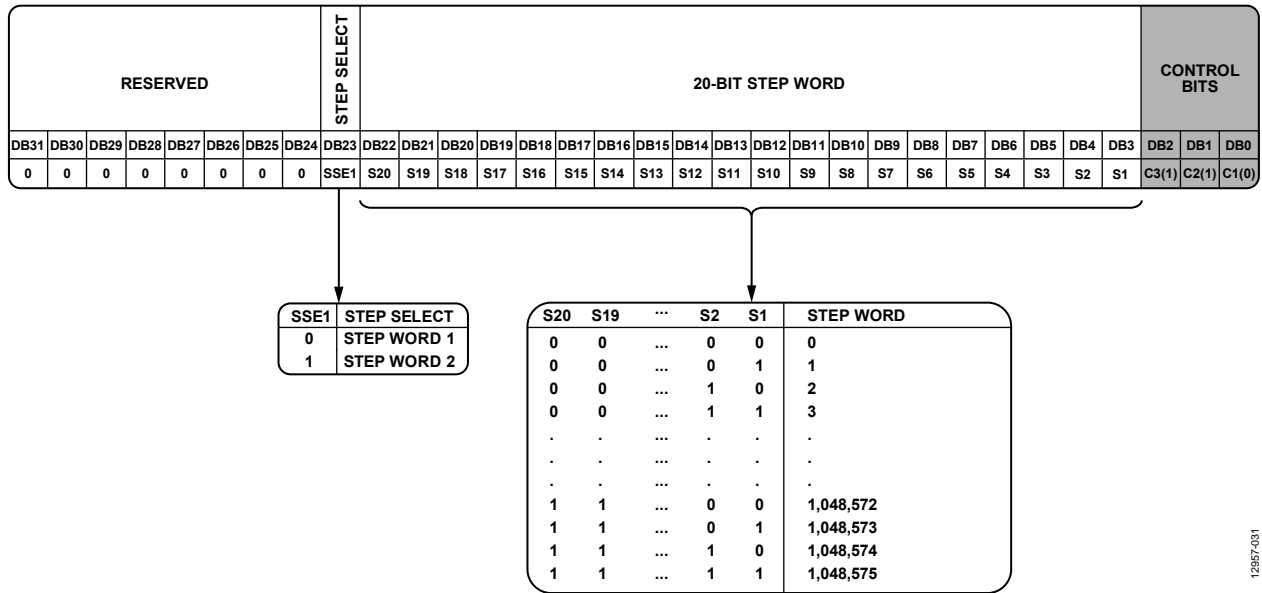 RESERVED
STEP SELECT
20-BIT STEP WORD
CONTROL
BITS
DB31 DB30 DB29 DB28 DB27 DB26 DB25 DB24 DB23 DB22 DB21 DB20 DB19 DB18 DB17 DB16 DB15 DB14 DB13 DB12 DB11 DB10 DB9 DB8 DB7 DB6 DB5 DB4 DB3 DB2 DB1 DB0
0 0 0 0 0 0 0 0 SSE1 S20 S19 S18 S17 S16 S15 S14 S13 S12 S11 S10 S9 S8 S7 S6 S5 S4 S3 S2 S1 C3(1) C2(1) C1(0)
SSE1 STEP SELECT
0 STEP WORD 1
1 STEP WORD 2
S20 S19 ... S2 S1 STEP WORD
0 0 ... 0 0 0
0 0 ... 0 1 1
0 0 ... 1 0 2
0 0 ... 1 1 3
. . ... . . .
. . ... . . .
. . ... . . .
1 1 ... 0 0 1,048,572
1 1 ... 0 1 1,048,573
1 1 ... 1 0 1,048,574
1 1 ... 1 1 1,048,575
12957-031